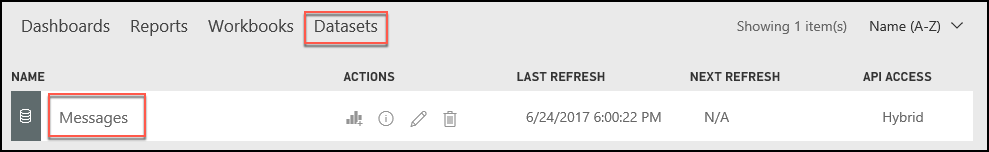 Dashboards Reports Workbooks Datasets Showing 1 item(s) Name (A-Z)
NAME ACTIONS LAST REFRESH NEXT REFRESH API ACCESS
Messages 6/24/2017 6:00:22 PM N/A Hybrid